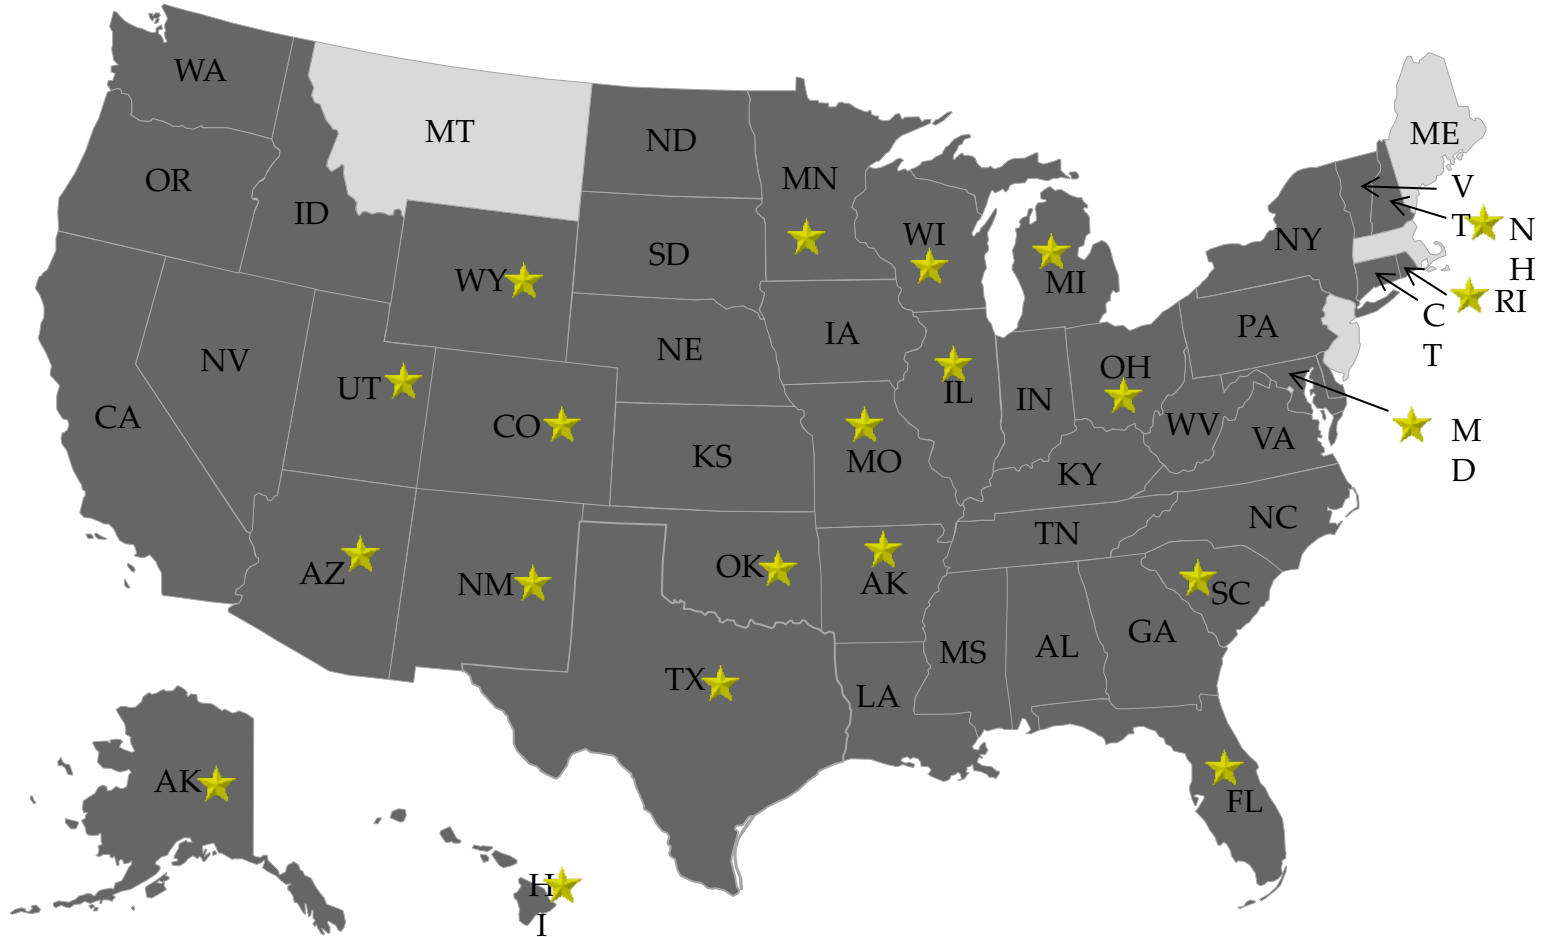 WA
MT
ME
ND
OR
MN
V
ID
T
N
WI
NY
SD
H
WY
MI
RI
C
PA
IA
NE
T
NV
OH
UT
IL
IN
CA
CO
WV
VA
M
KS
MO
KY
D
NC
TN
AZ
NM
OK
AK
SC
GA
MS
AL
TX
LA
AK
FL
H
I